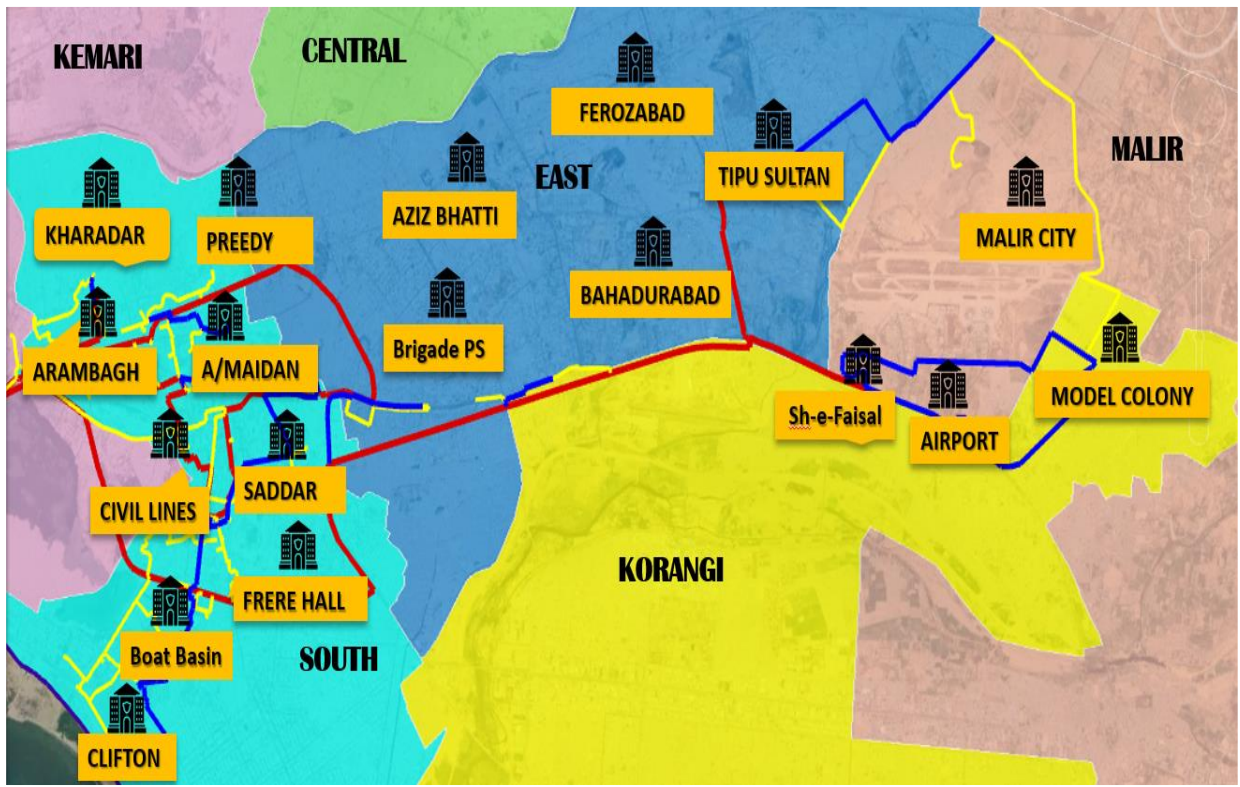 KEMARI
CENTRAL
FEROZABAD
MALIR
EAST
TIPU SULTAN
AZIZ BHATTI
KHARADAR
PREEDY
MALIR CITY
BAHADURABAD
Brigade PS
ARAMBAGH
A/MAIDAN
MODEL COLONY
Sh-e-Faisal
AIRPORT
SADDAR
CIVIL LINES
KORANGI
FRERE HALL
Boat Basin
SOUTH
CLIFTON